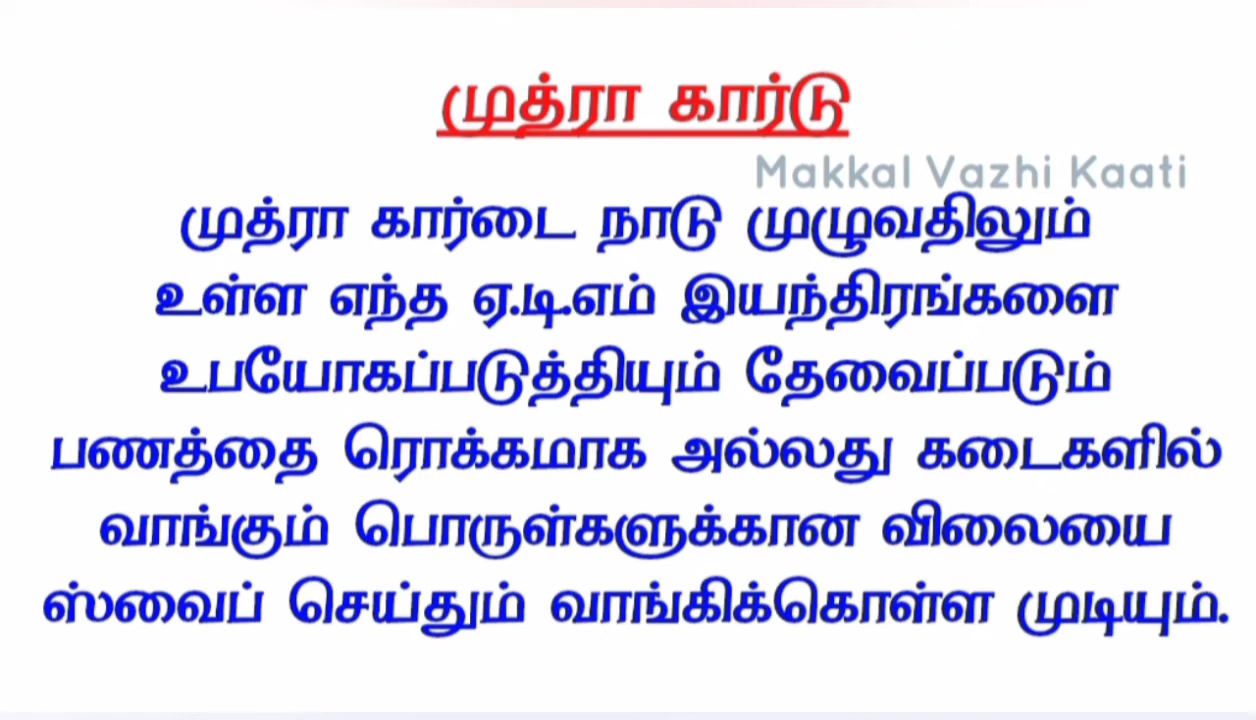 முத்ரா கார்டு
Makkal Vazhi Kaati
முத்ரா கார்டை நாடு முழுவதிலும்
உள்ள எந்த ஏ.டி.எம் இயந்திரங்களை
உபயோகப்படுத்தியும் தேவைப்படும்
பணத்தை ரொக்கமாக அல்லது கடைகளில்
வாங்கும் பொருள்களுக்கான விலையை
ஸ்வைப் செய்தும் வாங்கிக்கொள்ள முடியும்.